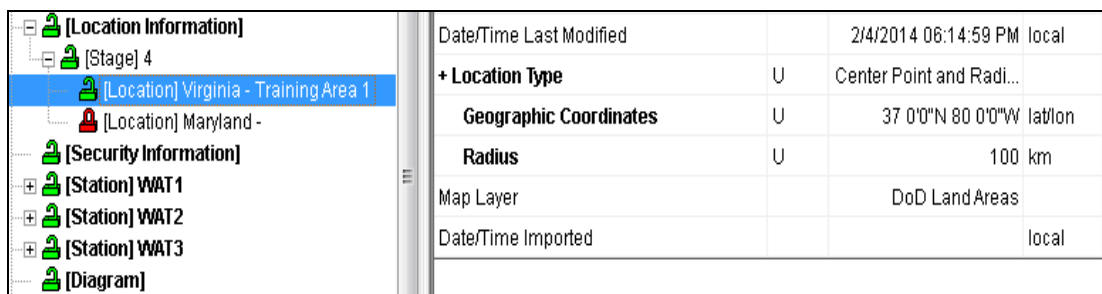 [Location Information]
[Stage] 4
[Location] Virginia - Training Area 1
[Location] Maryland -
[Security Information]
[Station] WAT1
[Station] WAT2
[Station] WAT3
[Diagram]
Date/Time Last Modified 2/4/2014 06:14:59 PM local
+ Location Type U Center Point and Radi...
Geographic Coordinates U 37 0'0"N 80 0'0"W lat/lon
Radius U 100 km
Map Layer DoD Land Areas
Date/Time Imported local